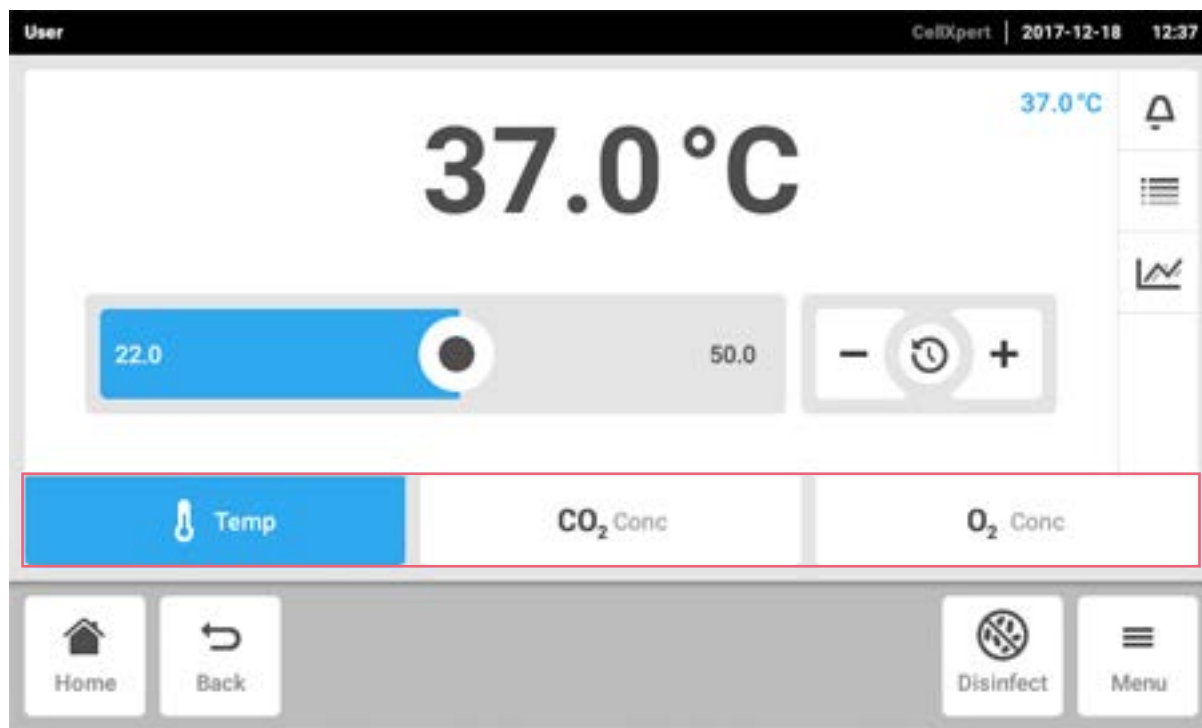 User CellXpert | 2017-12-18 12:37
37.0°C
37.0°C
22.0 50.0 − +
Temp CO₂ Conc O₂ Conc
Home Back Disinfect Menu